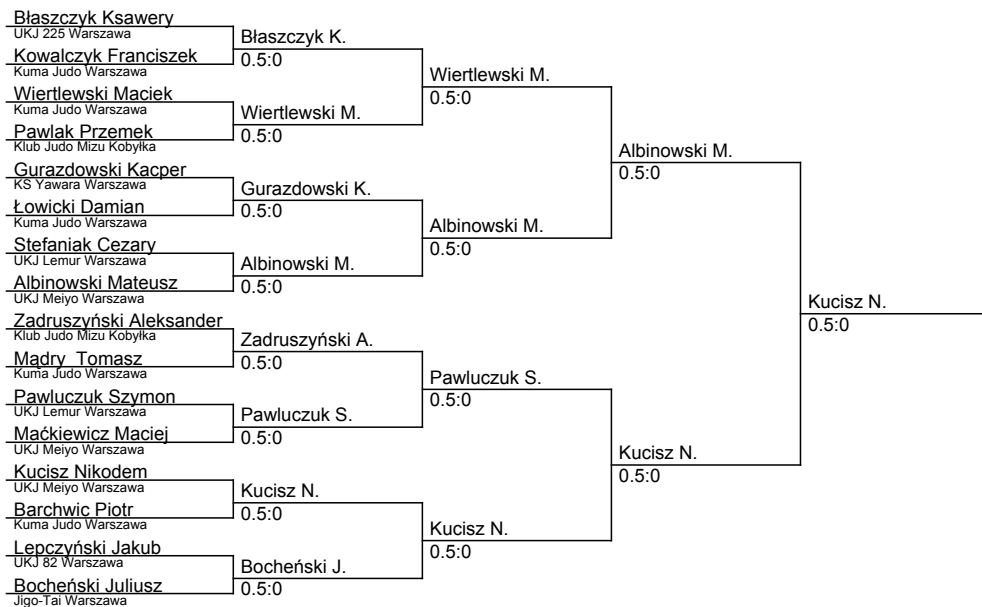 Błaszczyk Ksawery
UKJ 225 Warszawa
Kowalczyk Franciszek
Kuma Judo Warszawa
Wiertlewski Maciek
Kuma Judo Warszawa
Pawlak Przemek
Klub Judo Mizu Kobyłka
Gurazdowski Kacper
KS Yawara Warszawa
Łowicki Damian
Kuma Judo Warszawa
Stefaniak Cezary
UKJ Lemur Warszawa
Albinowski Mateusz
UKJ Meiyo Warszawa
Zadruszyński Aleksander
Klub Judo Mizu Kobyłka
Mądry  Tomasz
Kuma Judo Warszawa
Pawluczuk Szymon
UKJ Lemur Warszawa
Maćkiewicz Maciej
UKJ Meiyo Warszawa
Kucisz Nikodem
UKJ Meiyo Warszawa
Barchwic Piotr
Kuma Judo Warszawa
Lepczyński Jakub
UKJ 82 Warszawa
Bocheński Juliusz
Jigo-Tai Warszawa
Błaszczyk K.
0.5:0
Wiertlewski M.
0.5:0
Gurazdowski K.
0.5:0
Albinowski M.
0.5:0
Zadruszyński A.
0.5:0
Pawluczuk S.
0.5:0
Kucisz N.
0.5:0
Bocheński J.
0.5:0
Wiertlewski M.
0.5:0
Albinowski M.
0.5:0
Pawluczuk S.
0.5:0
Kucisz N.
0.5:0
Albinowski M.
0.5:0
Kucisz N.
0.5:0
Kucisz N.
0.5:0